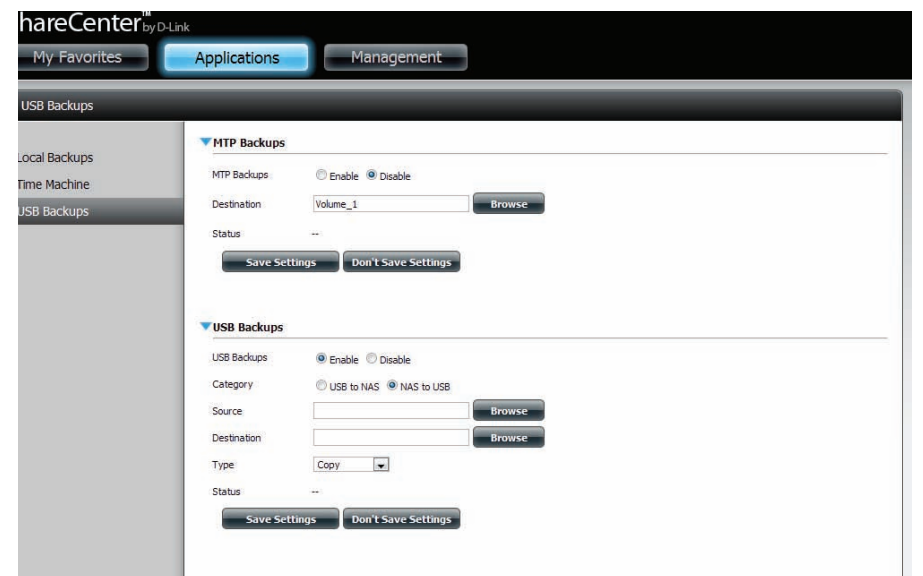 hareCenter™ by D-Link
My Favorites Applications Management
USB Backups
Local Backups
Time Machine
USB Backups
MTP Backups
MTP Backups Enable Disable
Destination Volume_1 Browse
Status --
Save Settings Don't Save Settings
USB Backups
USB Backups Enable Disable
Category USB to NAS NAS to USB
Source Browse
Destination Browse
Type Copy
Status --
Save Settings Don't Save Settings